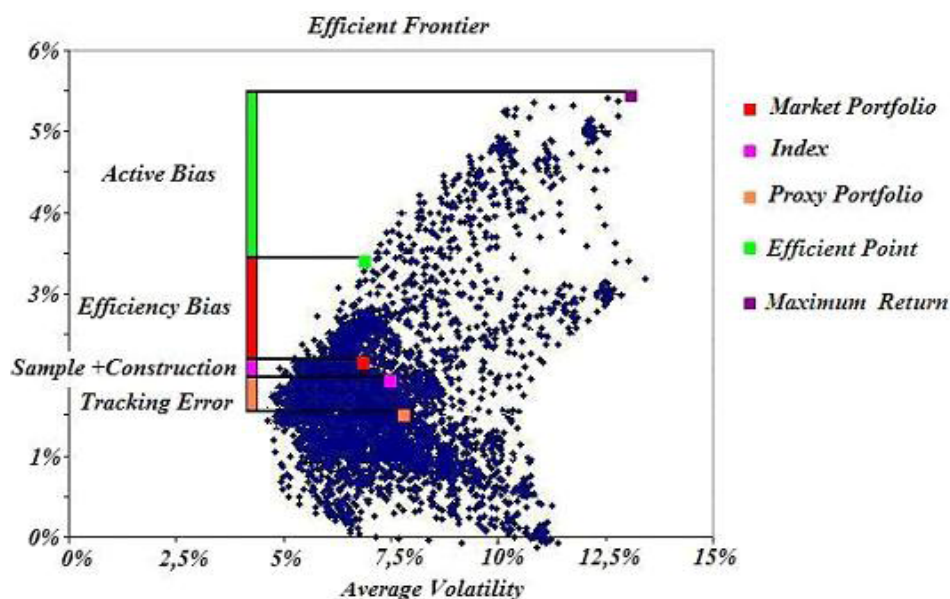 Efficient Frontier
6%
5%
4%
3%
1%
0%
Active Bias
Efficiency Bias
Sample +Construction
Tracking Error
0%
2,5%
5%
7,5%
10%
12,5%
15%
Average Volatility
Market Portfolio
Index
Proxy Portfolio
Efficient Point
Maximum Return